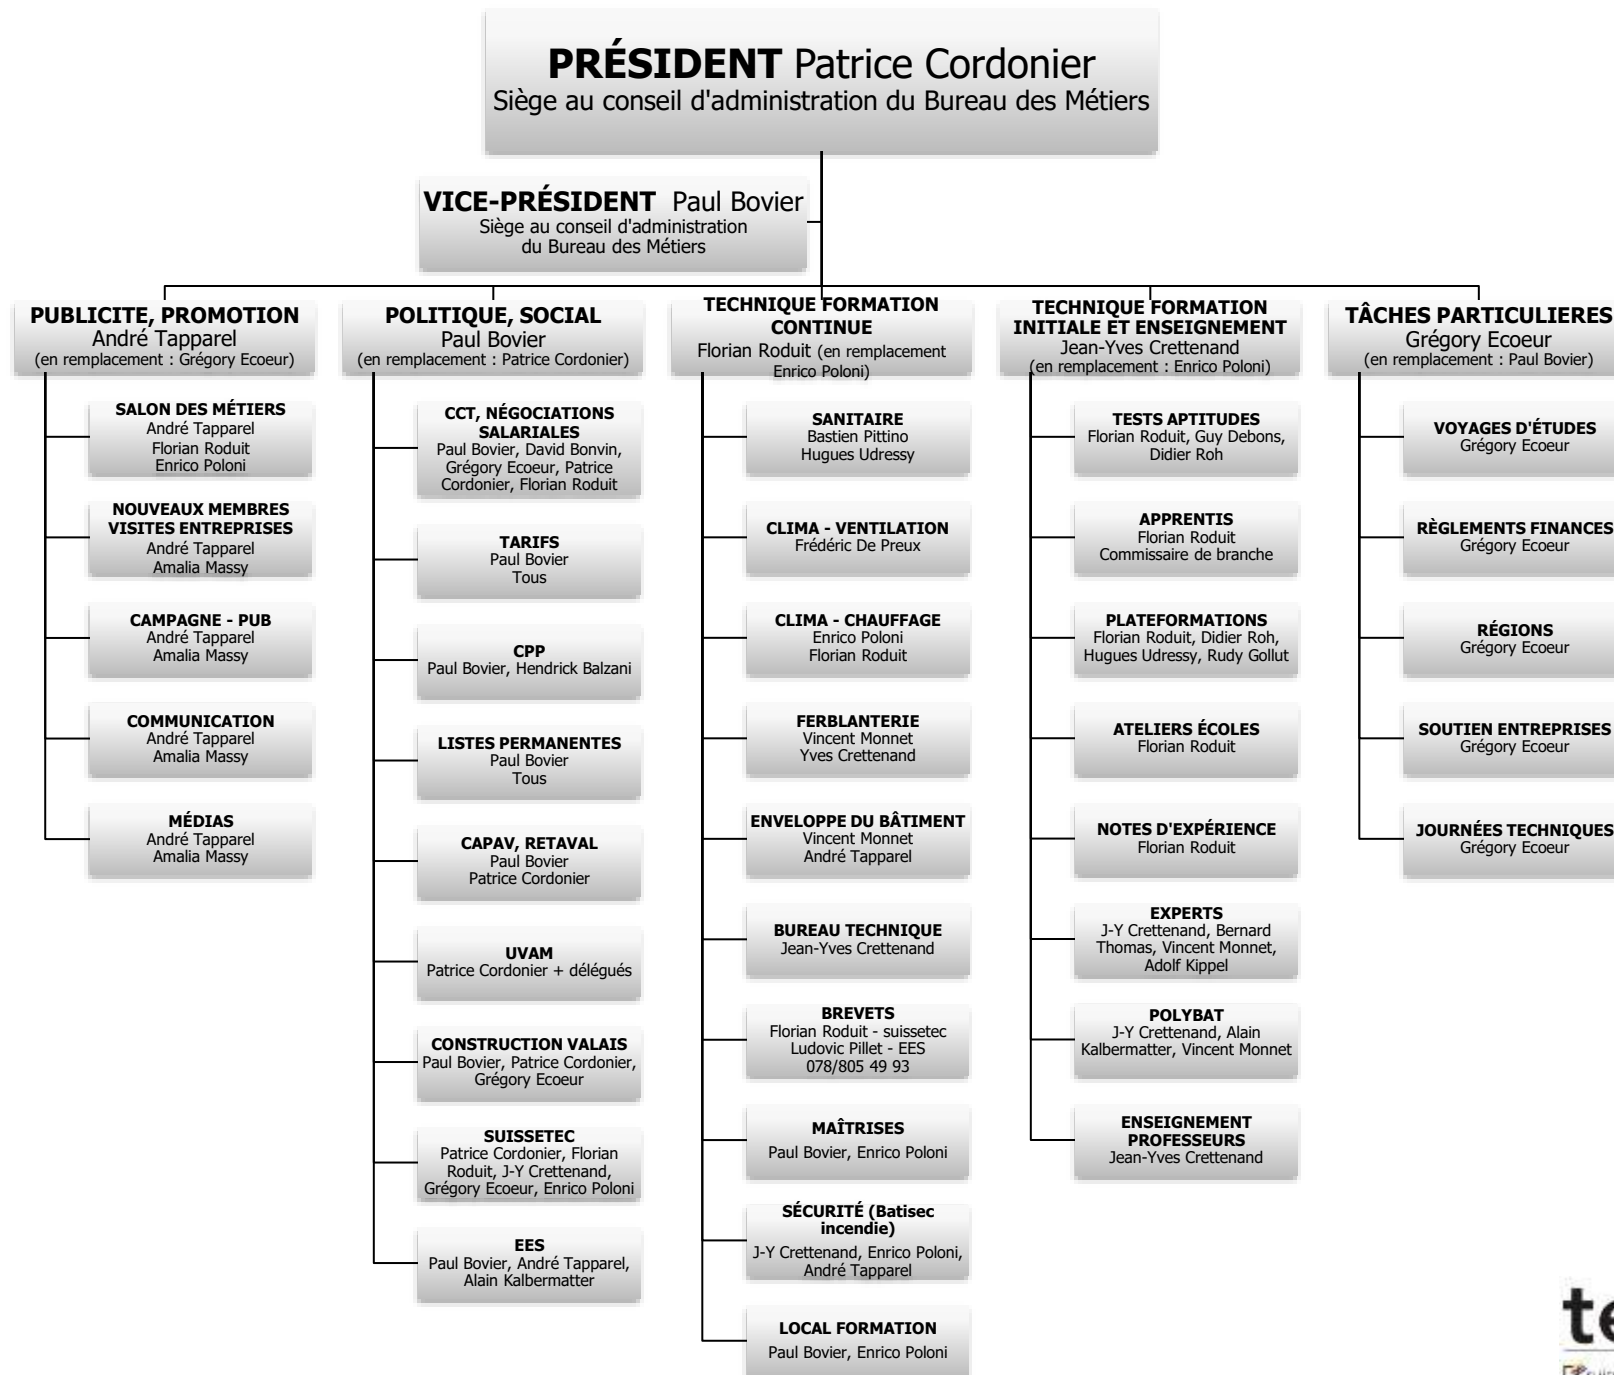 PRÉSIDENT Patrice Cordonier
Siège au conseil d'administration du Bureau des Métiers
VICE-PRÉSIDENT Paul Bovier
Siège au conseil d'administration
du Bureau des Métiers
PUBLICITE, PROMOTION
André Tapparel
(en remplacement : Grégory Ecoeur)
SALON DES MÉTIERS
André Tapparel
Florian Roduit
Enrico Poloni
NOUVEAUX MEMBRES
VISITES ENTREPRISES
André Tapparel
Amalia Massy
CAMPAGNE - PUB
André Tapparel
Amalia Massy
COMMUNICATION
André Tapparel
Amalia Massy
MÉDIAS
André Tapparel
Amalia Massy
POLITIQUE, SOCIAL
Paul Bovier
(en remplacement : Patrice Cordonier)
CCT, NÉGOCIATIONS
SALARIALES
Paul Bovier, David Bonvin,
Grégory Ecoeur, Patrice
Cordonier, Florian Roduit
TARIFS
Paul Bovier
Tous
CPP
Paul Bovier, Hendrick Balzani
LISTES PERMANENTES
Paul Bovier
Tous
CAPAV, RETAVAL
Paul Bovier
Patrice Cordonier
UVAM
Patrice Cordonier + délégués
CONSTRUCTION VALAIS
Paul Bovier, Patrice Cordonier,
Grégory Ecoeur
SUISSETEC
Patrice Cordonier, Florian
Roduit, J-Y Crettenand,
Grégory Ecoeur, Enrico Poloni
EES
Paul Bovier, André Tapparel,
Alain Kalbermatter
TECHNIQUE FORMATION
CONTINUE
Florian Roduit (en remplacement
Enrico Poloni)
SANITAIRE
Bastien Pittino
Hugues Udressy
CLIMA - VENTILATION
Frédéric De Preux
CLIMA - CHAUFFAGE
Enrico Poloni
Florian Roduit
FERBLANTERIE
Vincent Monnet
Yves Crettenand
ENVELOPPE DU BÂTIMENT
Vincent Monnet
André Tapparel
BUREAU TECHNIQUE
Jean-Yves Crettenand
BREVETS
Florian Roduit - suissetec
Ludovic Pillet - EES
078/805 49 93
MAÎTRISES
Paul Bovier, Enrico Poloni
SÉCURITÉ (Batisec
incendie)
J-Y Crettenand, Enrico Poloni,
André Tapparel
LOCAL FORMATION
Paul Bovier, Enrico Poloni
TECHNIQUE FORMATION
INITIALE ET ENSEIGNEMENT
Jean-Yves Crettenand
(en remplacement : Enrico Poloni)
TESTS APTITUDES
Florian Roduit, Guy Debons,
Didier Roh
APPRENTIS
Florian Roduit
Commissaire de branche
PLATEFORMATIONS
Florian Roduit, Didier Roh,
Hugues Udressy, Rudy Gollut
ATELIERS ÉCOLES
Florian Roduit
NOTES D'EXPÉRIENCE
Florian Roduit
EXPERTS
J-Y Crettenand, Bernard
Thomas, Vincent Monnet,
Adolf Kippel
POLYBAT
J-Y Crettenand, Alain
Kalbermatter, Vincent Monnet
ENSEIGNEMENT
PROFESSEURS
Jean-Yves Crettenand
TÂCHES PARTICULIERES
Grégory Ecoeur
(en remplacement : Paul Bovier)
VOYAGES D'ÉTUDES
Grégory Ecoeur
RÈGLEMENTS FINANCES
Grégory Ecoeur
RÉGIONS
Grégory Ecoeur
SOUTIEN ENTREPRISES
Grégory Ecoeur
JOURNÉES TECHNIQUES
Grégory Ecoeur